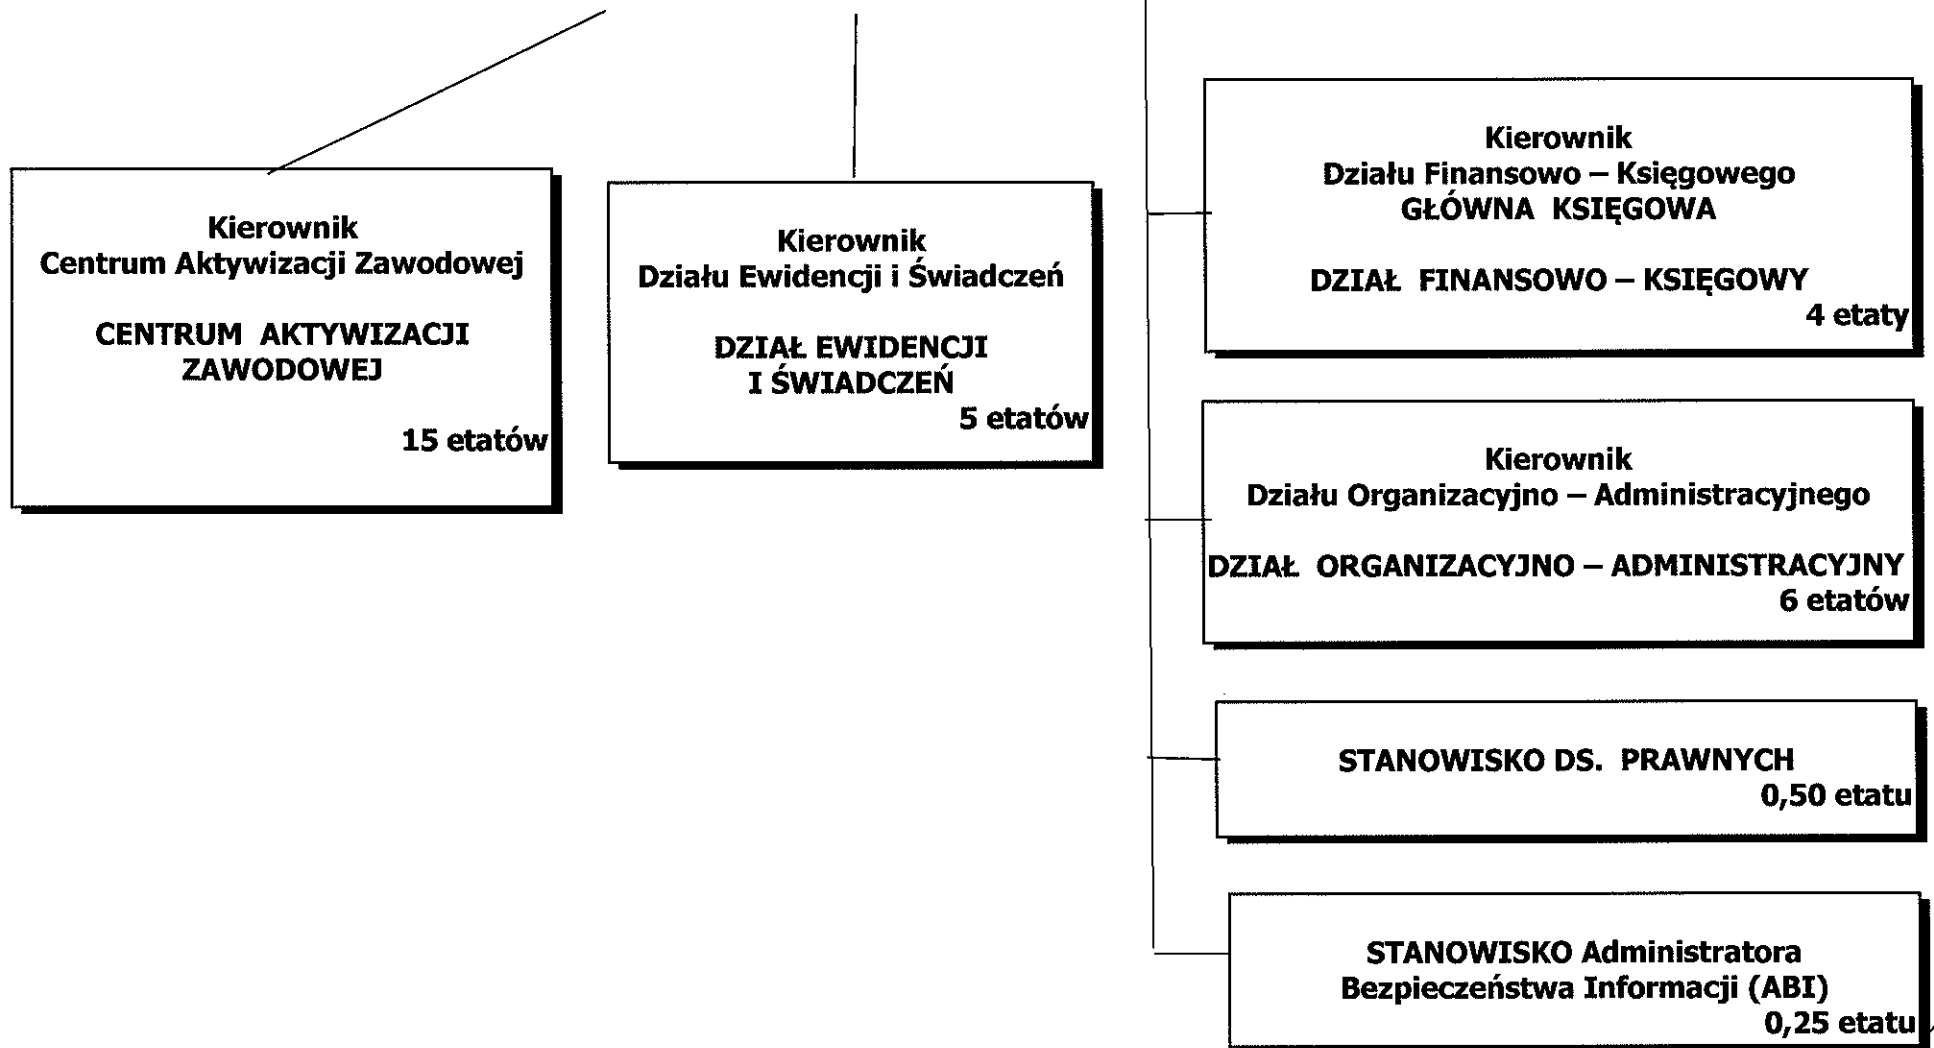 Kierownik
Centrum Aktywizacji Zawodowej
CENTRUM AKTYWIZACJI
ZAWODOWEJ
15 etatów
Kierownik
Działu Ewidencji i Świadczeń
DZIAŁ EWIDENCJI
I ŚWIADCZEŃ
5 etatów
Kierownik
Działu Finansowo – Księgowego
GŁÓWNA KSIĘGOWA
DZIAŁ FINANSOWO – KSIĘGOWY
4 etaty
Kierownik
Działu Organizacyjno – Administracyjnego
DZIAŁ ORGANIZACYJNO – ADMINISTRACYJNY
6 etatów
STANOWISKO DS. PRAWNYCH
0,50 etatu
STANOWISKO Administratora
Bezpieczeństwa Informacji (ABI)
0,25 etatu